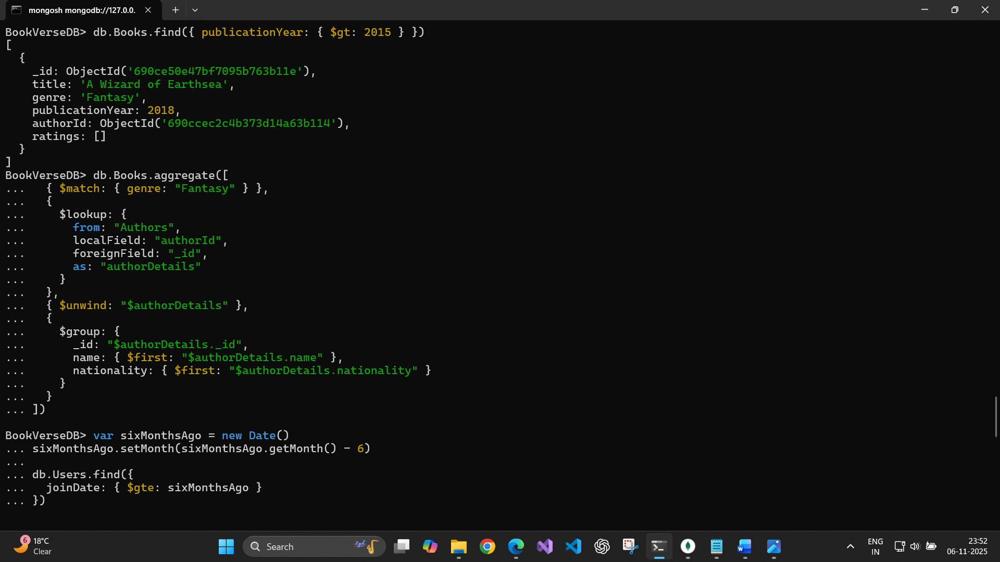 mongosh mongodb://127.0.0.
BookVerseDB> db.Books.find({ publicationYear: { $gt: 2015 } })
[
  {
    _id: ObjectId('690ce50e47bf7095b763b11e'),
    title: 'A Wizard of Earthsea',
    genre: 'Fantasy',
    publicationYear: 2018,
    authorId: ObjectId('690ccec2c4b373d14a63b114'),
    ratings: []
  }
]
BookVerseDB> db.Books.aggregate([
...   { $match: { genre: "Fantasy" } },
...   {
...     $lookup: {
...       from: "Authors",
...       localField: "authorId",
...       foreignField: "_id",
...       as: "authorDetails"
...     }
...   },
...   { $unwind: "$authorDetails" },
...   {
...     $group: {
...       _id: "$authorDetails._id",
...       name: { $first: "$authorDetails.name" },
...       nationality: { $first: "$authorDetails.nationality" }
...     }
...   }
... ])
BookVerseDB> var sixMonthsAgo = new Date()
... sixMonthsAgo.setMonth(sixMonthsAgo.getMonth() - 6)
...
... db.Users.find({
...   joinDate: { $gte: sixMonthsAgo }
... })
6
18°C
Clear
Search
W
ENG
IN
23:52
06-11-2025